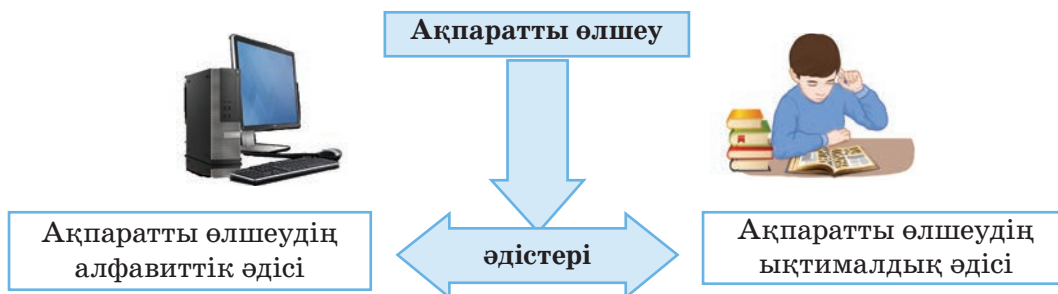 Ақпаратты өлшеу
Ақпаратты өлшеудің
алфавиттік әдісі
әдістері
Ақпаратты өлшеудің
ықтималдық әдісі